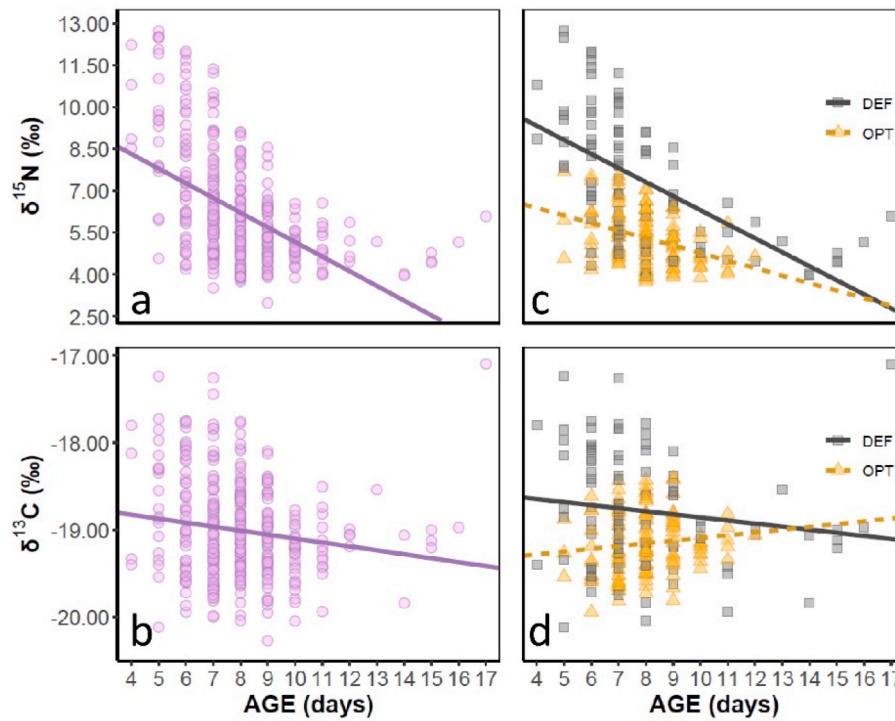 13.00
11.50
10.00
8.50
7.00
5.50
4.00
2.50
δ15N (‰)
a
c
DEF
OPT
-17.00
-18.00
-19.00
-20.00
δ13C (‰)
b
d
DEF
OPT
4 5 6 7 8 9 10 11 12 13 14 15 16 17
AGE (days)
4 5 6 7 8 9 10 11 12 13 14 15 16 17
AGE (days)